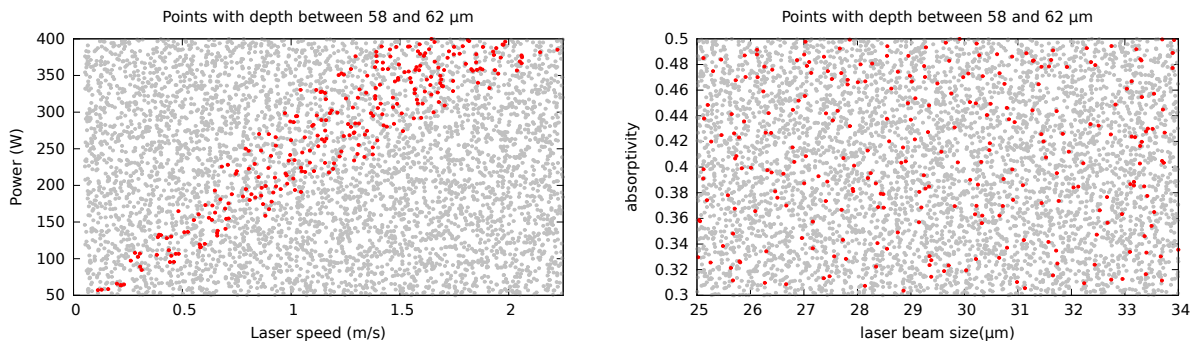 Points with depth between 58 and 62 µm
400
350
300
250
200
150
100
50
Power (W)
0 0.5 1 1.5 2
Laser speed (m/s)
Points with depth between 58 and 62 µm
0.5
0.48
0.46
0.44
0.42
0.4
0.38
0.36
0.34
0.32
0.3
absorptivity
25 26 27 28 29 30 31 32 33 34
laser beam size(µm)